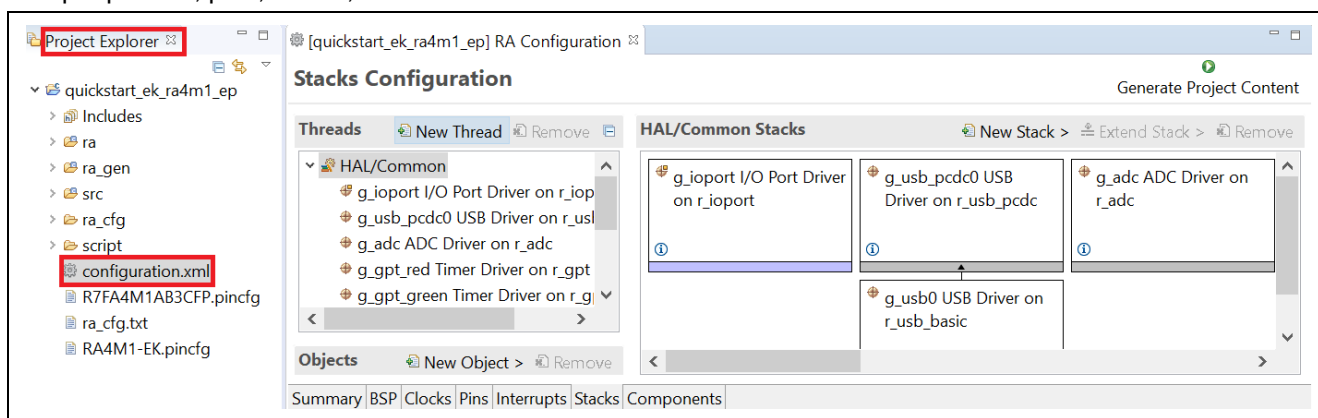 Project Explorer
quickstart_ek_ra4m1_ep
Includes
ra
ra_gen
src
ra_cfg
script
configuration.xml
R7FA4M1AB3CFP.pincfg
ra_cfg.txt
RA4M1-EK.pincfg
[quickstart_ek_ra4m1_ep] RA Configuration
Stacks Configuration
Generate Project Content
Threads New Thread Remove
HAL/Common
g_ioport I/O Port Driver on r_iop
g_usb_pcdc0 USB Driver on r_usl
g_adc ADC Driver on r_adc
g_gpt_red Timer Driver on r_gpt
g_gpt_green Timer Driver on r_g
Objects New Object > Remove
HAL/Common Stacks New Stack > Extend Stack > Remove
g_ioport I/O Port Driver
on r_ioport
g_usb_pcdc0 USB
Driver on r_usb_pcdc
g_adc ADC Driver on
r_adc
g_usb0 USB Driver on
r_usb_basic
Summary BSP Clocks Pins Interrupts Stacks Components